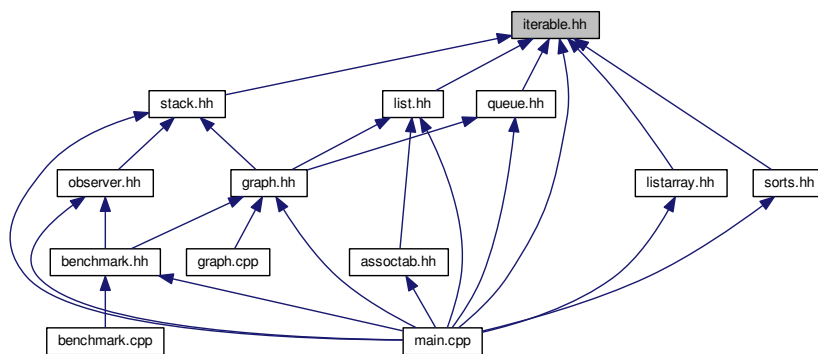 iterable.hh
stack.hh
list.hh
queue.hh
observer.hh
graph.hh
listarray.hh
sorts.hh
benchmark.hh
graph.cpp
assoctab.hh
benchmark.cpp
main.cpp